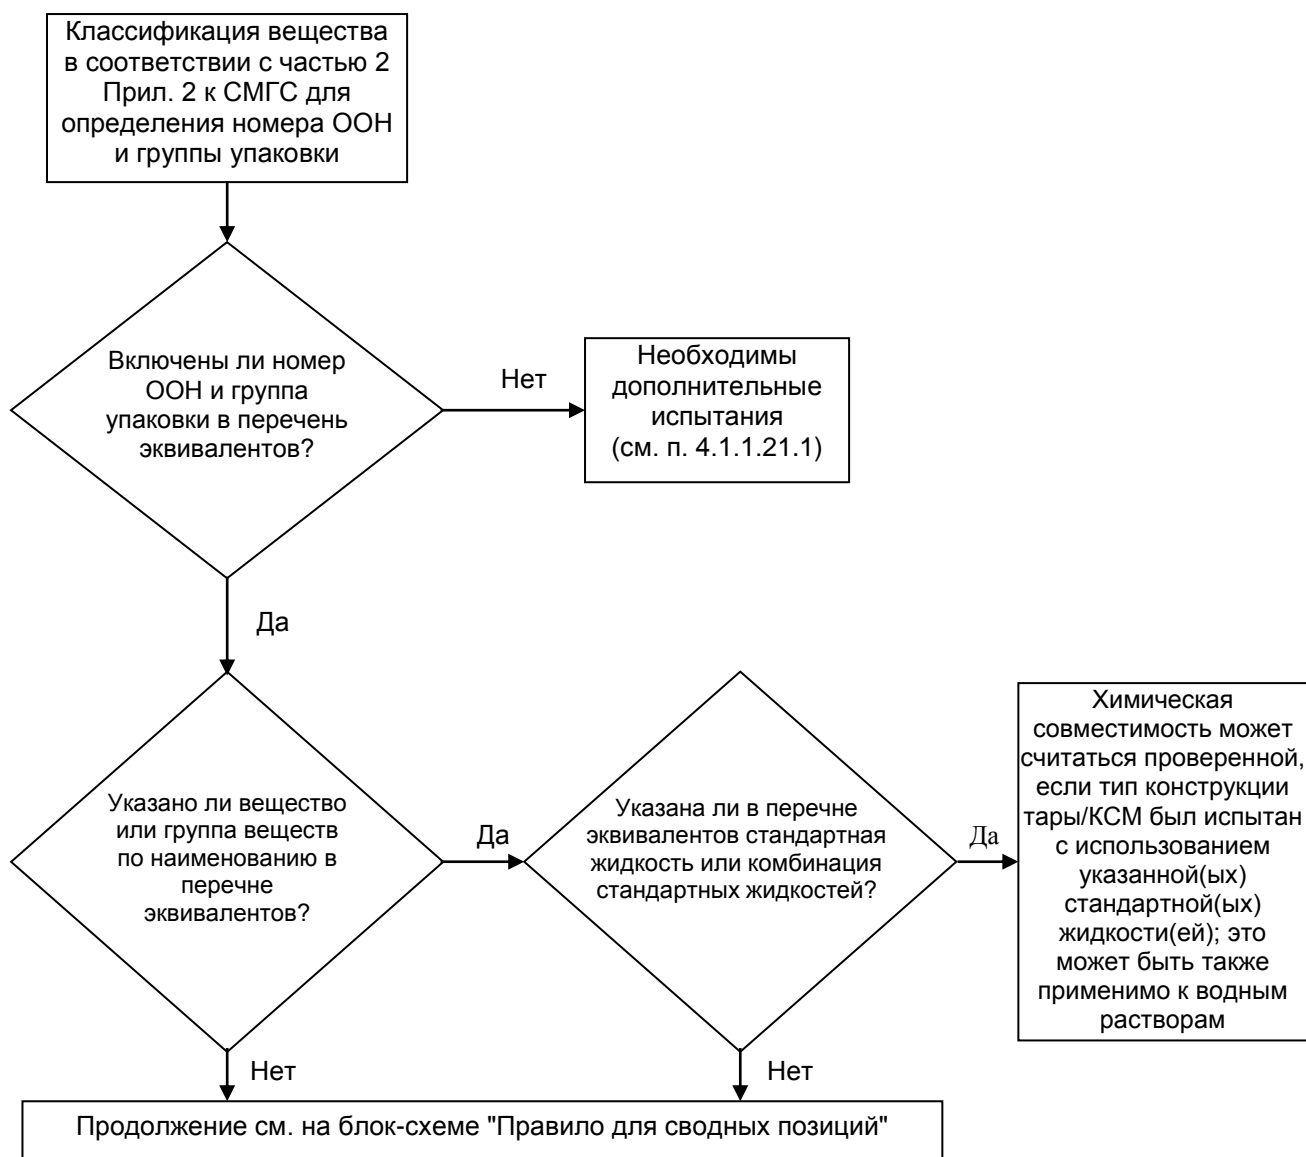 Классификация вещества
в соответствии с частью 2
Прил. 2 к СМГС для
определения номера ООН
и группы упаковки
Включены ли номер
ООН и группа
упаковки в перечень
эквивалентов?
Нет
Необходимы
дополнительные
испытания
(см. п. 4.1.1.21.1)
Да
Указано ли вещество
или группа веществ
по наименованию в
перечне
эквивалентов?
Да
Указана ли в перечне
эквивалентов стандартная
жидкость или комбинация
стандартных жидкостей?
Да
Химическая
совместимость может
считаться проверенной,
если тип конструкции
тары/КСМ был испытан
с использованием
указанной(ых)
стандартной(ых)
жидкости(ей); это
может быть также
применимо к водным
растворам
Нет
Нет
Продолжение см. на блок-схеме "Правило для сводных позиций"